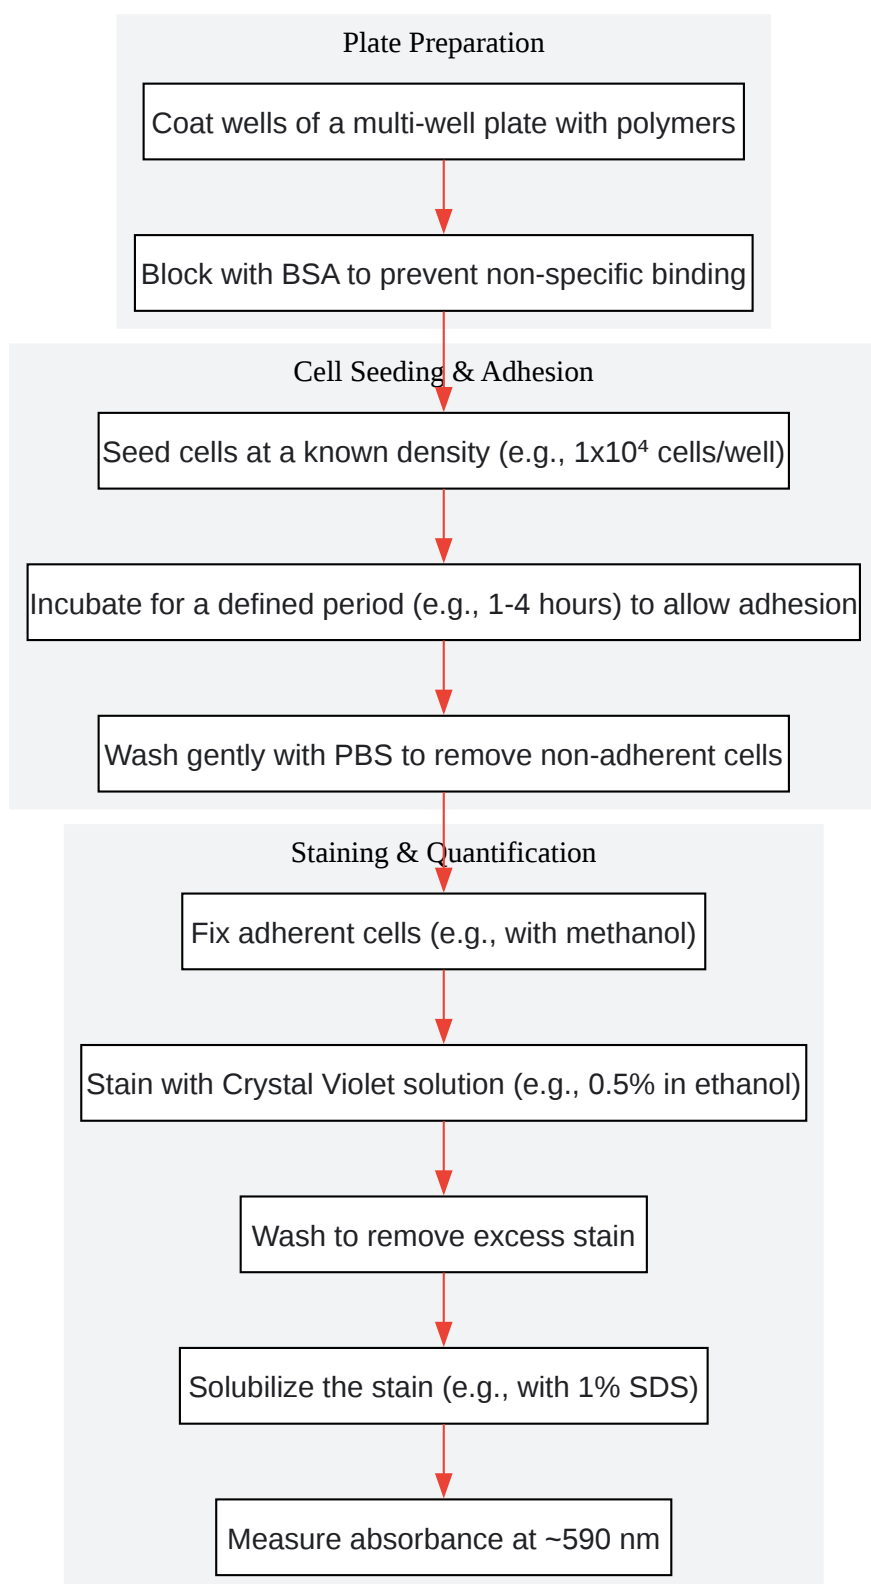 Plate Preparation
Coat wells of a multi-well plate with polymers
Block with BSA to prevent non-specific binding
Cell Seeding & Adhesion
Seed cells at a known density (e.g., 1x10⁴ cells/well)
Incubate for a defined period (e.g., 1-4 hours) to allow adhesion
Wash gently with PBS to remove non-adherent cells
Staining & Quantification
Fix adherent cells (e.g., with methanol)
Stain with Crystal Violet solution (e.g., 0.5% in ethanol)
Wash to remove excess stain
Solubilize the stain (e.g., with 1% SDS)
Measure absorbance at ~590 nm